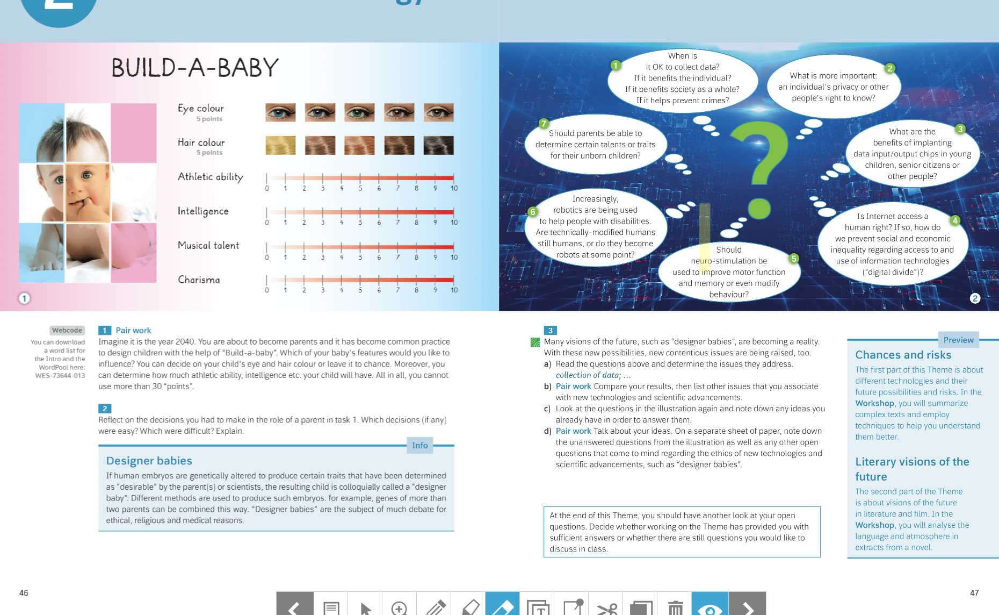 2
BUILD-A-BABY
Eye colour
5 points
Hair colour
5 points
Athletic ability
0 1 2 3 4 5 6 7 8 9 10
Intelligence
0 1 2 3 4 5 6 7 8 9 10
Musical talent
0 1 2 3 4 5 6 7 8 9 10
Charisma
0 1 2 3 4 5 6 7 8 9 10
1
1
When is
it OK to collect data?
If it benefits the individual?
If it benefits society as a whole?
If it helps prevent crimes?
2
What is more important:
an individual's privacy or other
people's right to know?
3
What are the
benefits of implanting
data input/output chips in young
children, senior citizens or
other people?
4
Is Internet access a
human right? If so, how do
we prevent social and economic
inequality regarding access to and
use of information technologies
("digital divide")?
5
Should
neuro-stimulation be
used to improve motor function
and memory or even modify
behaviour?
6
Increasingly,
robotics are being used
to help people with disabilities.
Are technically-modified humans
still humans, or do they become
robots at some point?
7
Should parents be able to
determine certain talents or traits
for their unborn children?
?
2
Webcode
You can download
a word list for
the Intro and the
WordPool here:
WES-73644-013
1 Pair work
Imagine it is the year 2040. You are about to become parents and it has become common practice
to design children with the help of "Build-a-baby". Which of your baby's features would you like to
influence? You can decide on your child's eye and hair colour or leave it to chance. Moreover, you
can determine how much athletic ability, intelligence etc. your child will have. All in all, you cannot
use more than 30 "points".
2
Reflect on the decisions you had to make in the role of a parent in task 1. Which decisions (if any)
were easy? Which were difficult? Explain.
Info
Designer babies
If human embryos are genetically altered to produce certain traits that have been determined
as "desirable" by the parent(s) or scientists, the resulting child is colloquially called a "designer
baby". Different methods are used to produce such embryos: for example, genes of more than
two parents can be combined this way. "Designer babies" are the subject of much debate for
ethical, religious and medical reasons.
46
3
Many visions of the future, such as "designer babies", are becoming a reality.
With these new possibilities, new contentious issues are being raised, too.
a) Read the questions above and determine the issues they address.
collection of data; ...
b) Pair work Compare your results, then list other issues that you associate
with new technologies and scientific advancements.
c) Look at the questions in the illustration again and note down any ideas you
already have in order to answer them.
d) Pair work Talk about your ideas. On a separate sheet of paper, note down
the unanswered questions from the illustration as well as any other open
questions that come to mind regarding the ethics of new technologies and
scientific advancements, such as "designer babies".
At the end of this Theme, you should have another look at your open
questions. Decide whether working on the Theme has provided you with
sufficient answers or whether there are still questions you would like to
discuss in class.
Preview
Chances and risks
The first part of this Theme is about
different technologies and their
future possibilities and risks. In the
Workshop, you will summarize
complex texts and employ
techniques to help you understand
them better.
Literary visions of the
future
The second part of the Theme
is about visions of the future
in literature and film. In the
Workshop, you will analyse the
language and atmosphere in
extracts from a novel.
47
T